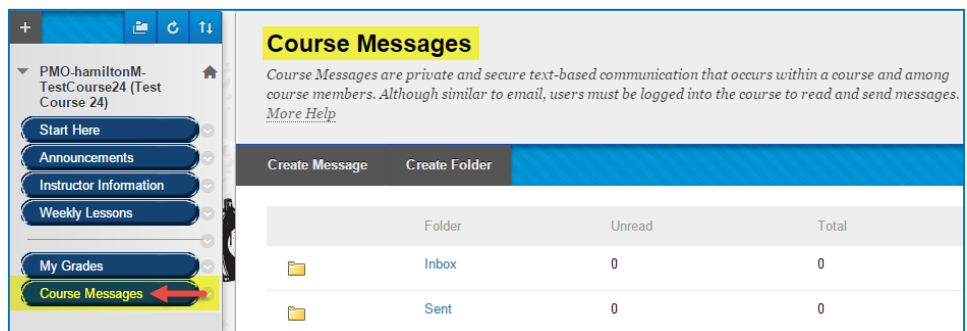 PMO-hamiltonM-
TestCourse24 (Test
Course 24)
Start Here
Announcements
Instructor Information
Weekly Lessons
My Grades
Course Messages
Course Messages
Course Messages are private and secure text-based communication that occurs within a course and among
course members. Although similar to email, users must be logged into the course to read and send messages.
More Help
Create Message Create Folder
Folder Unread Total
Inbox 0 0
Sent 0 0